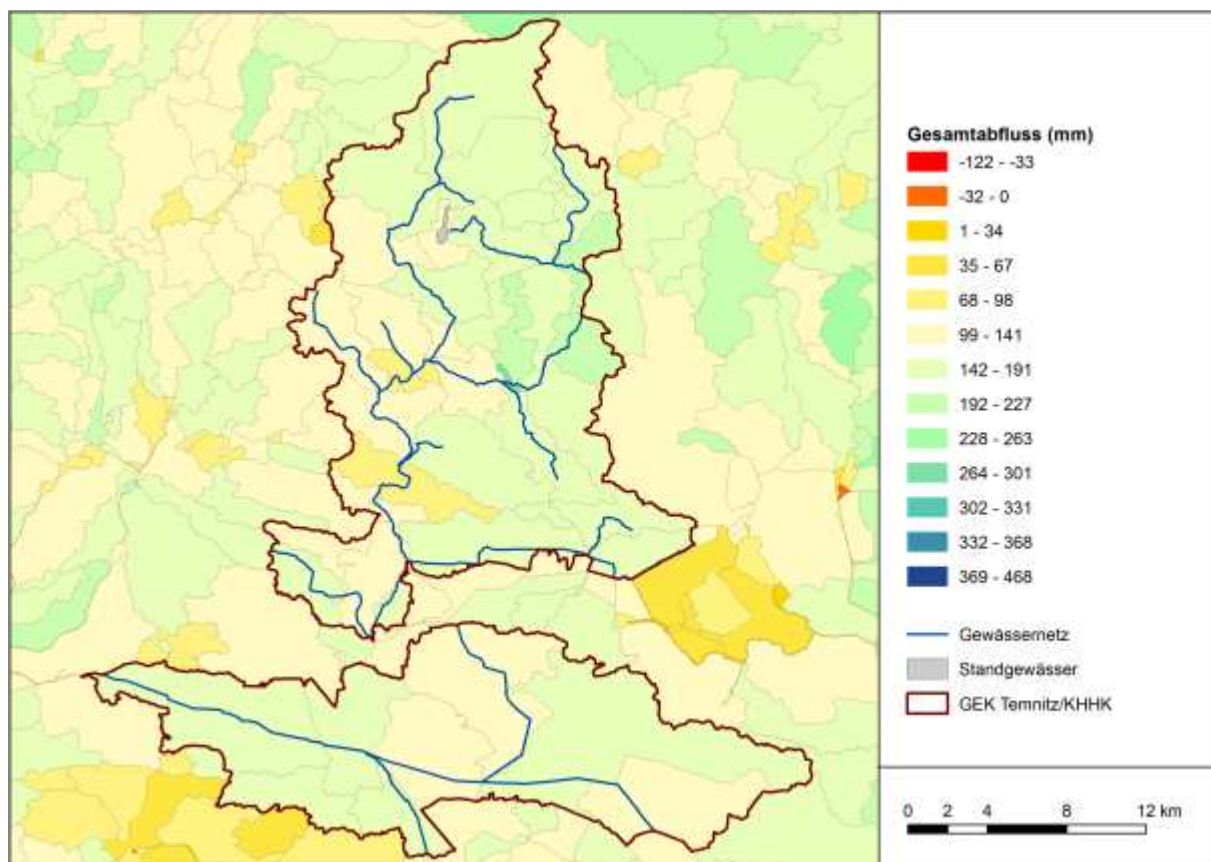 Gesamtabfluss (mm)
-122 - -33
-32 - 0
1 - 34
35 - 67
68 - 98
99 - 141
142 - 191
192 - 227
228 - 263
264 - 301
302 - 331
332 - 368
369 - 468
Gewässernetz
Standgewässer
GEK Temnitz/KHHK
0 2 4 8 12 km